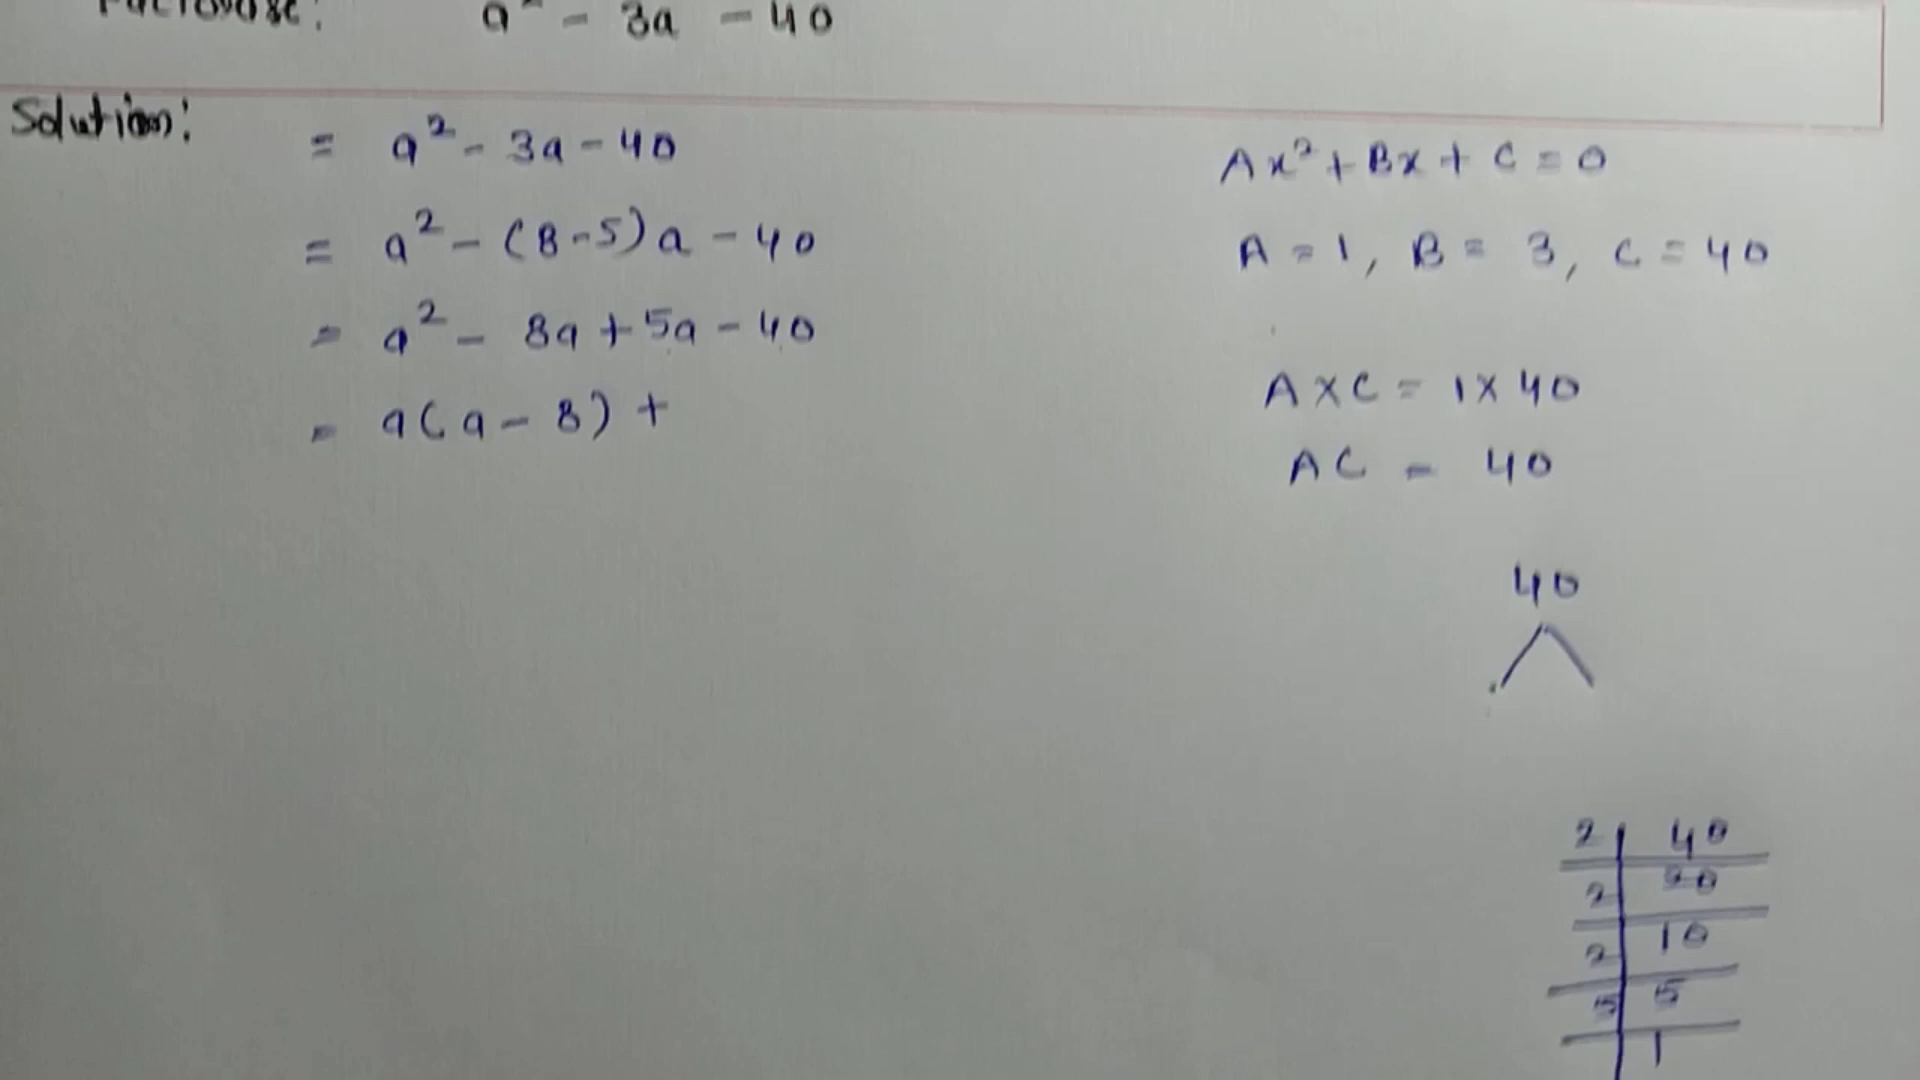 Factorise: a² - 3a - 40
Solution:
= a² - 3a - 40
= a² - (8-5)a - 40
= a² - 8a + 5a - 40
= a(a - 8) +
Ax² + Bx + C = 0
A = 1, B = 3, C = 40
A X C = 1 X 40
AC = 40
40
2 | 40
2 | 20
2 | 10
5 | 5
| 1